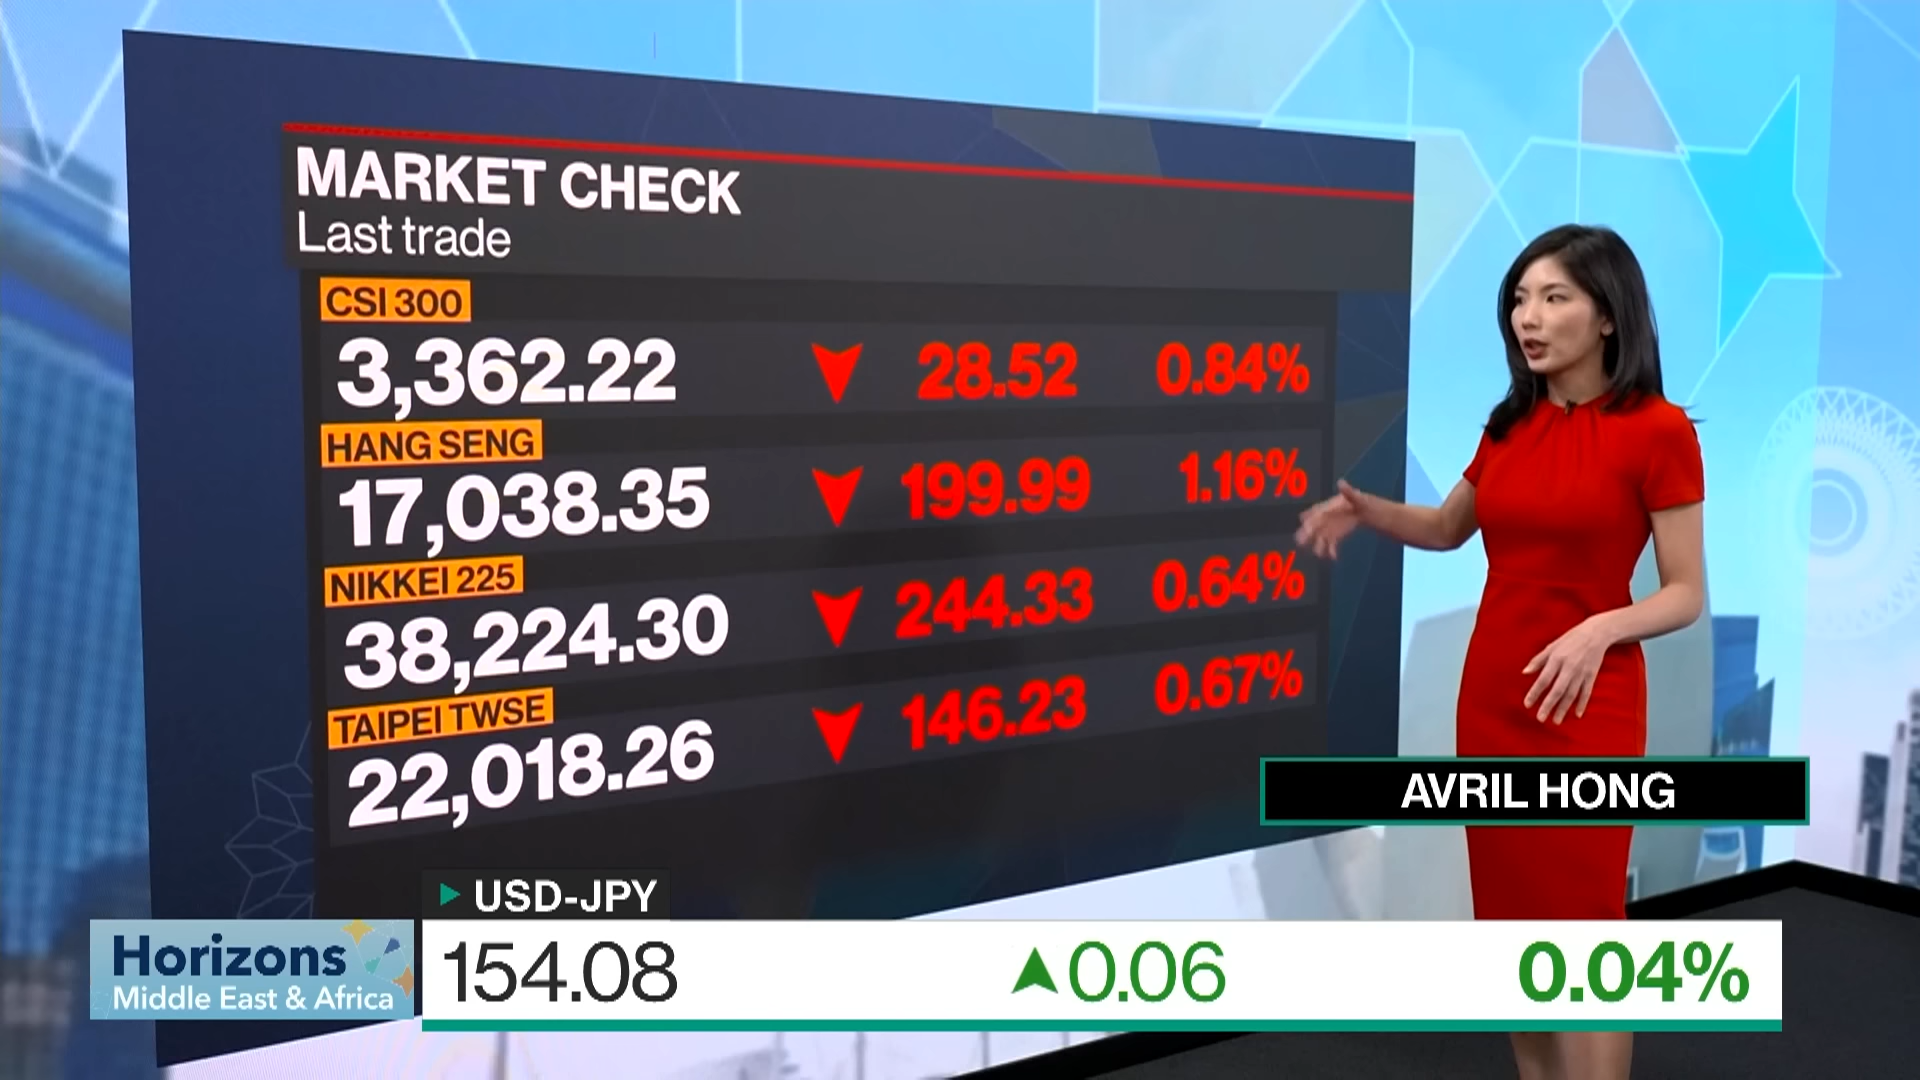 MARKET CHECK
Last trade
CSI 300
3,362.22 ▼ 28.52 0.84%
HANG SENG
17,038.35 ▼ 199.99 1.16%
NIKKEI 225
38,224.30 ▼ 244.33 0.64%
TAIPEI TWSE
22,018.26 ▼ 146.23 0.67%
AVRIL HONG
▶ USD-JPY
Horizons
Middle East & Africa
154.08 ▲ 0.06 0.04%